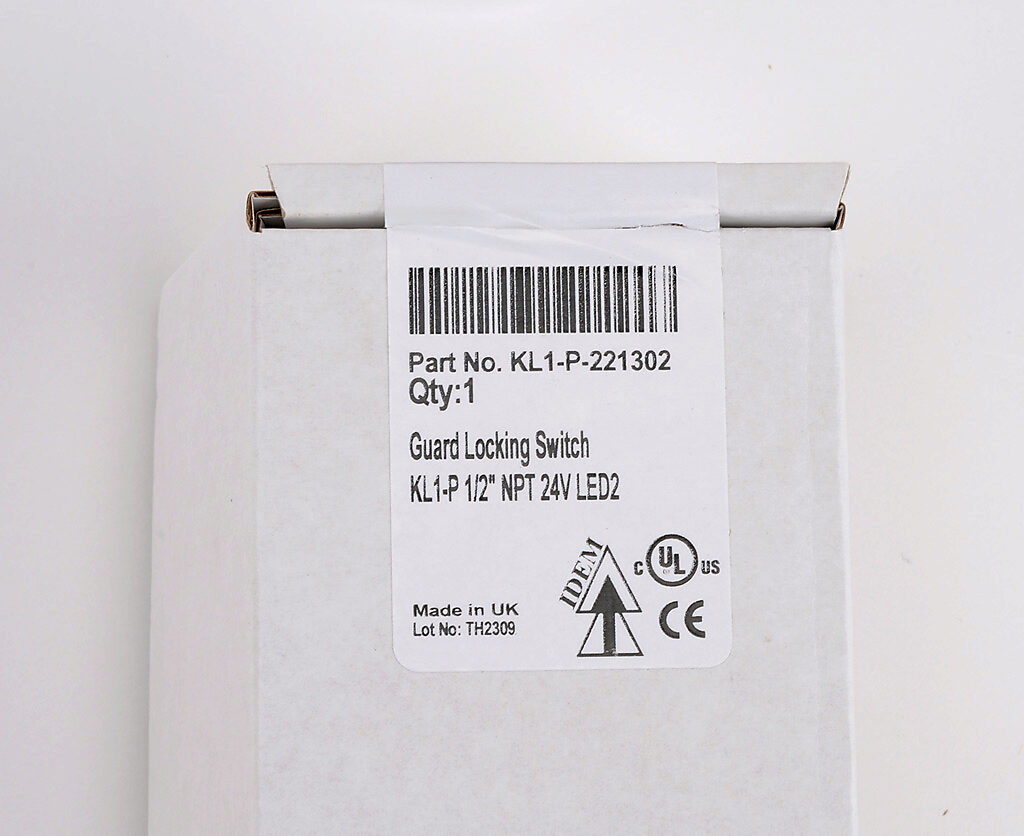 Part No. KL1-P-221302
Qty:1
Guard Locking Switch
KL1-P 1/2" NPT 24V LED2
IDEM
c UL us
CE
Made in UK
Lot No: TH2309